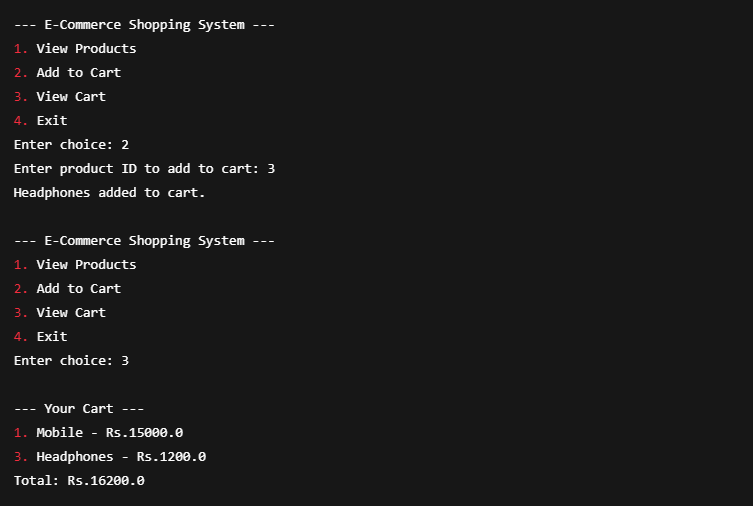 --- E-Commerce Shopping System ---
1. View Products
2. Add to Cart
3. View Cart
4. Exit
Enter choice: 2
Enter product ID to add to cart: 3
Headphones added to cart.
--- E-Commerce Shopping System ---
1. View Products
2. Add to Cart
3. View Cart
4. Exit
Enter choice: 3
--- Your Cart ---
1. Mobile - Rs.15000.0
3. Headphones - Rs.1200.0
Total: Rs.16200.0